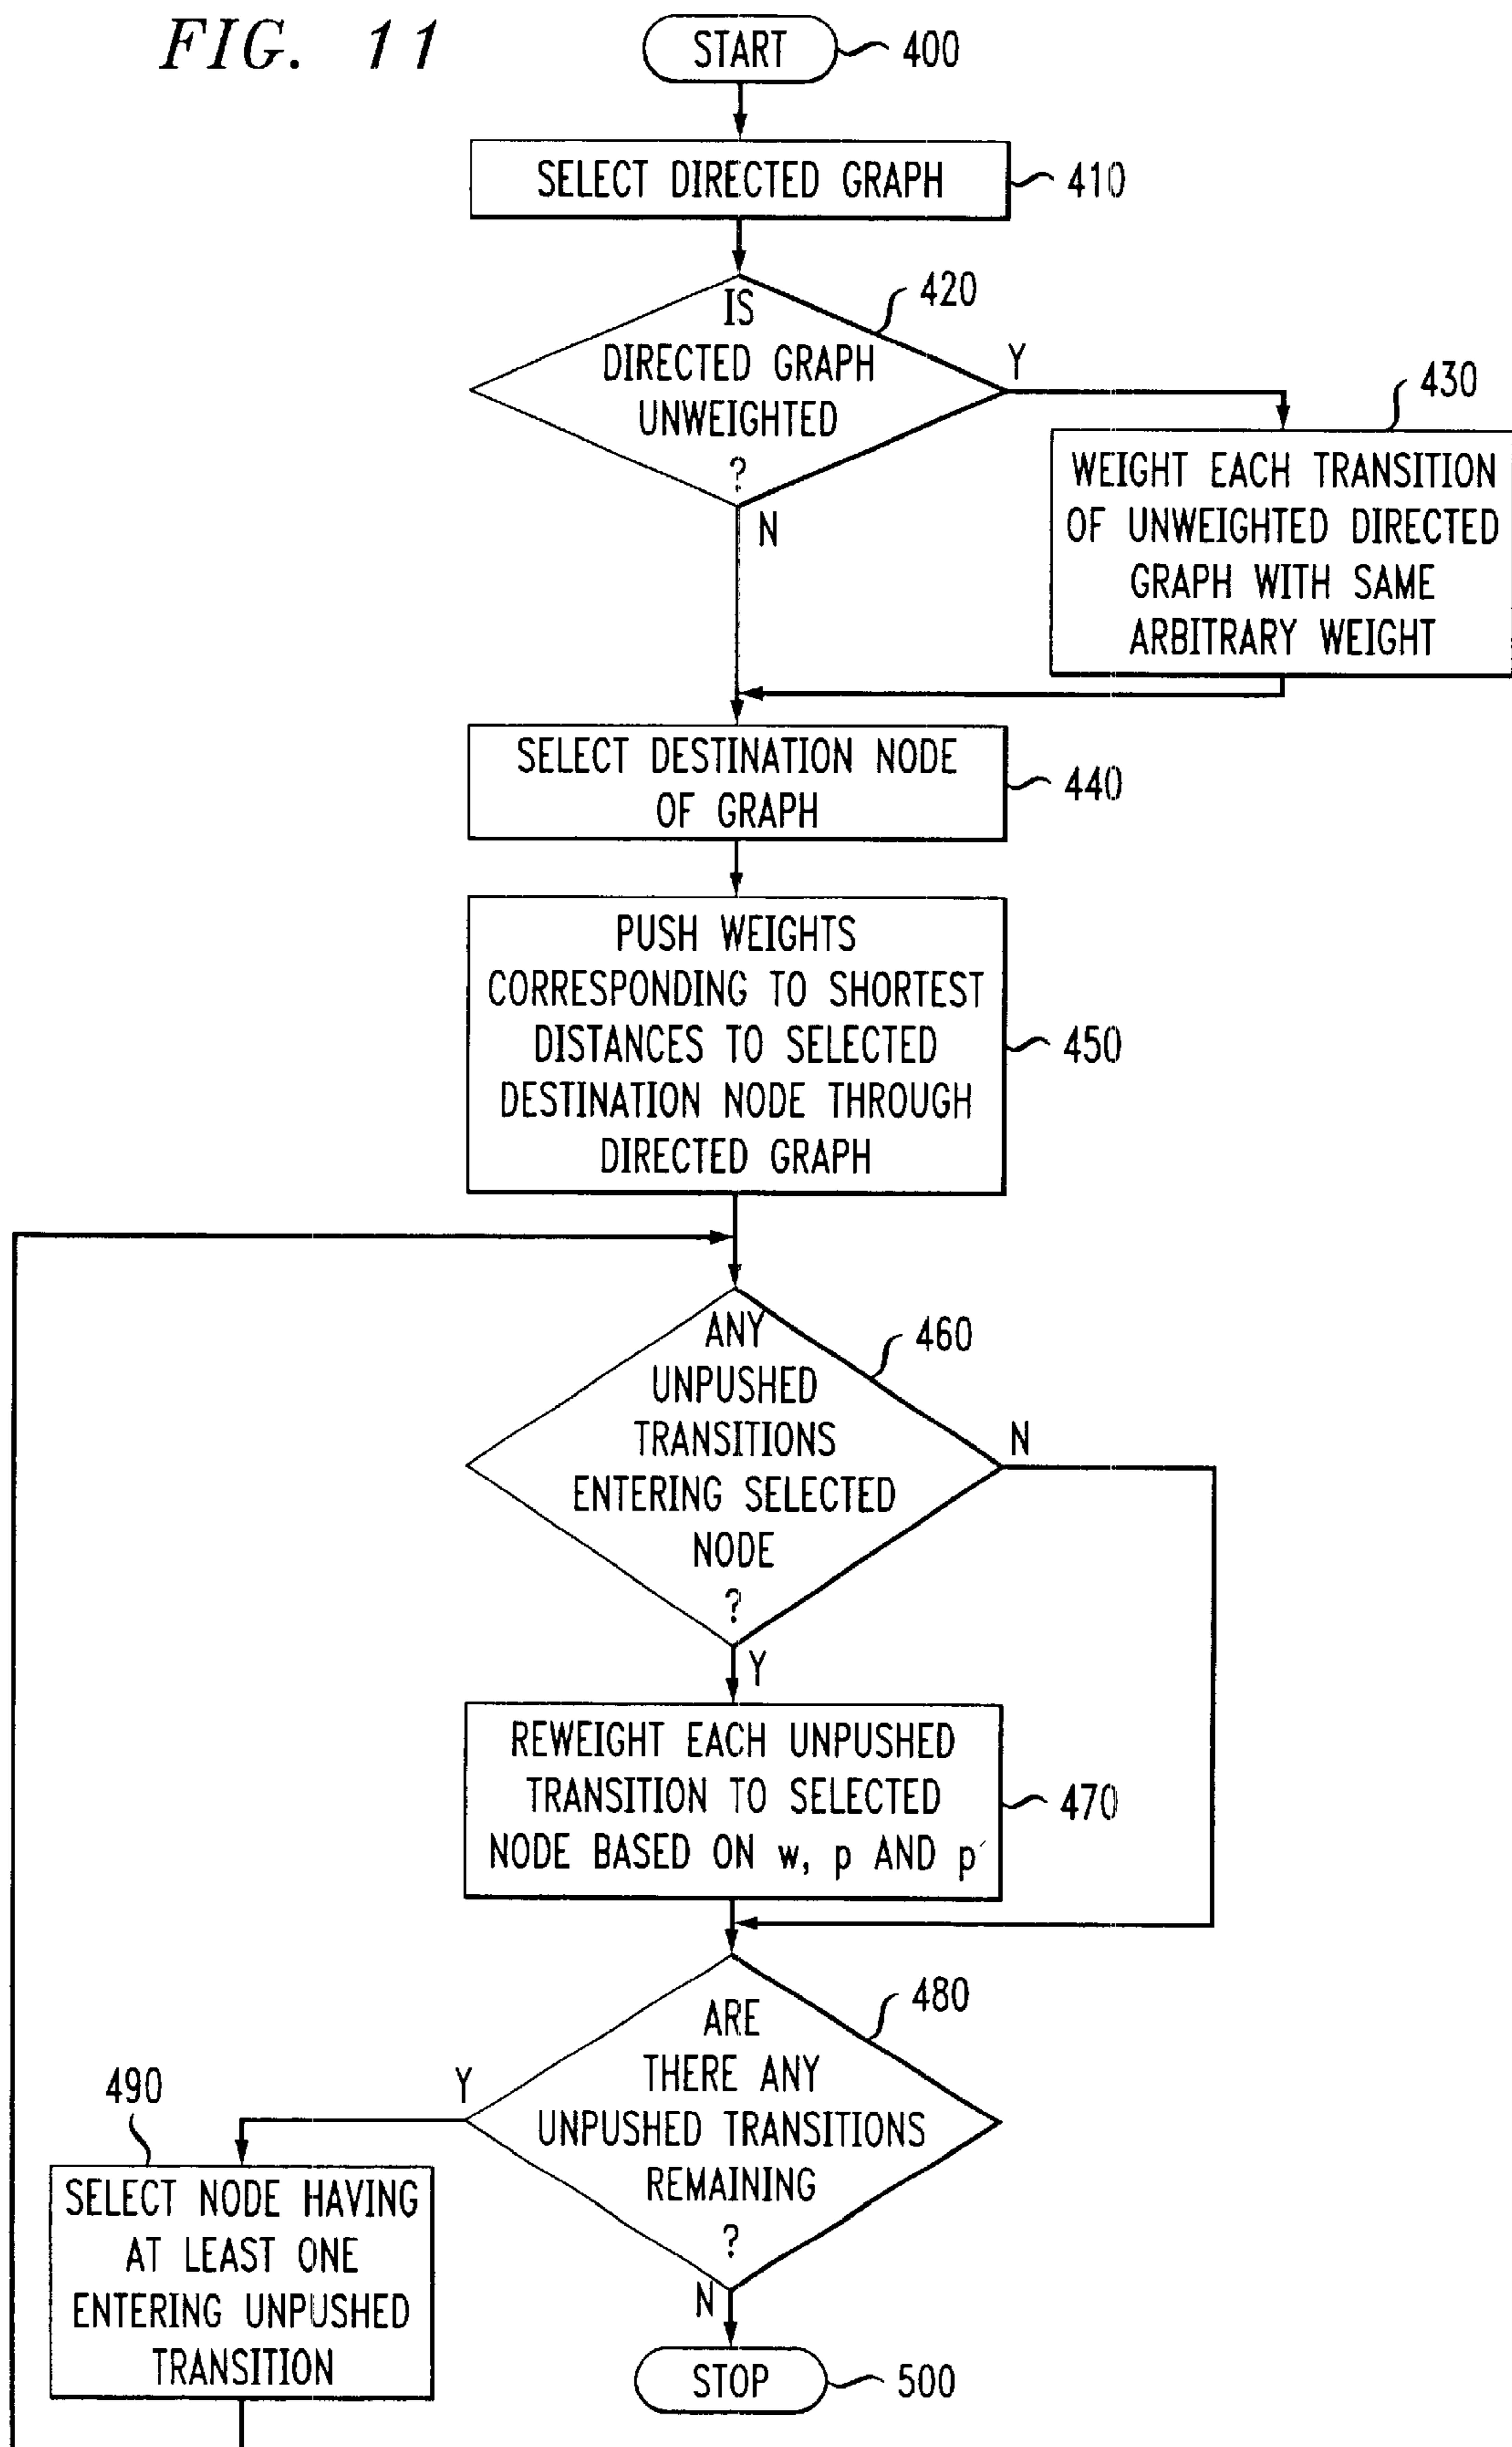 FIG. 11
START
400
SELECT DIRECTED GRAPH
410
IS
DIRECTED GRAPH
UNWEIGHTED
?
420
Y
N
430
WEIGHT EACH TRANSITION
OF UNWEIGHTED DIRECTED
GRAPH WITH SAME
ARBITRARY WEIGHT
SELECT DESTINATION NODE
OF GRAPH
440
PUSH WEIGHTS
CORRESPONDING TO SHORTEST
DISTANCES TO SELECTED
DESTINATION NODE THROUGH
DIRECTED GRAPH
450
ANY
UNPUSHED
TRANSITIONS
ENTERING SELECTED
NODE
?
460
N
Y
REWEIGHT EACH UNPUSHED
TRANSITION TO SELECTED
NODE BASED ON w, p AND p′
470
ARE
THERE ANY
UNPUSHED TRANSITIONS
REMAINING
?
480
Y
N
490
SELECT NODE HAVING
AT LEAST ONE
ENTERING UNPUSHED
TRANSITION
STOP
500